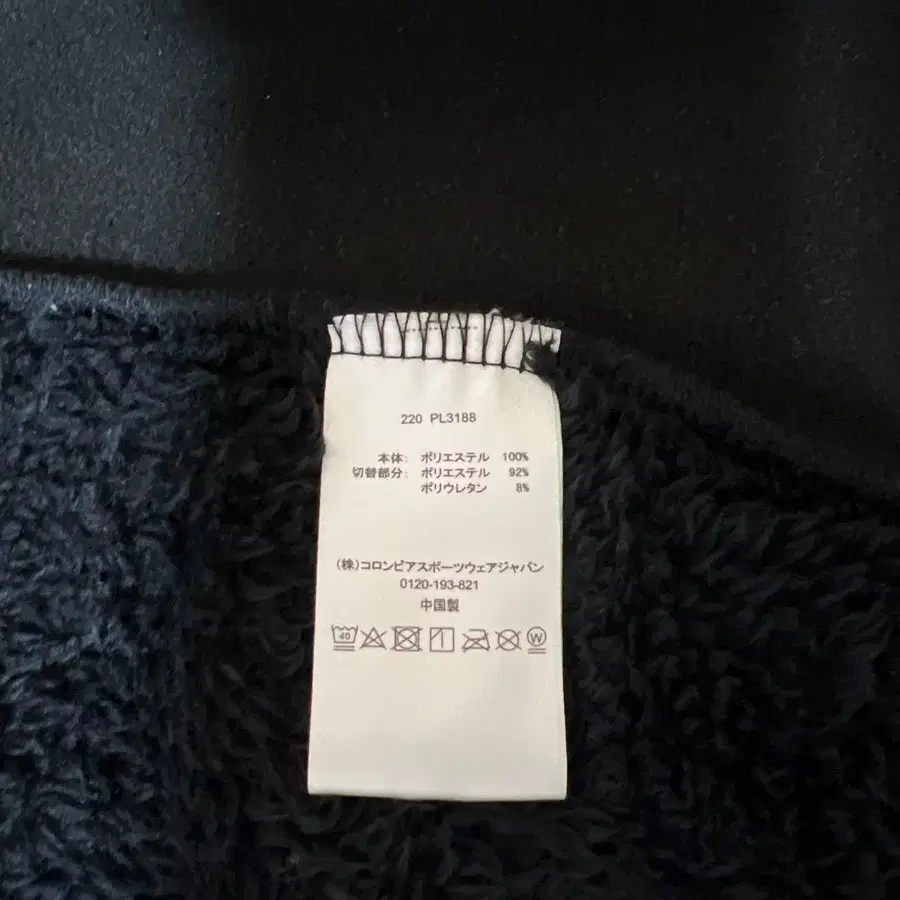 220 PL3188
本体: ポリエステル 100%
切替部分: ポリエステル 92%
ポリウレタン 8%
(株)コロンビアスポーツウェアジャパン
0120-193-821
中国製
40 W